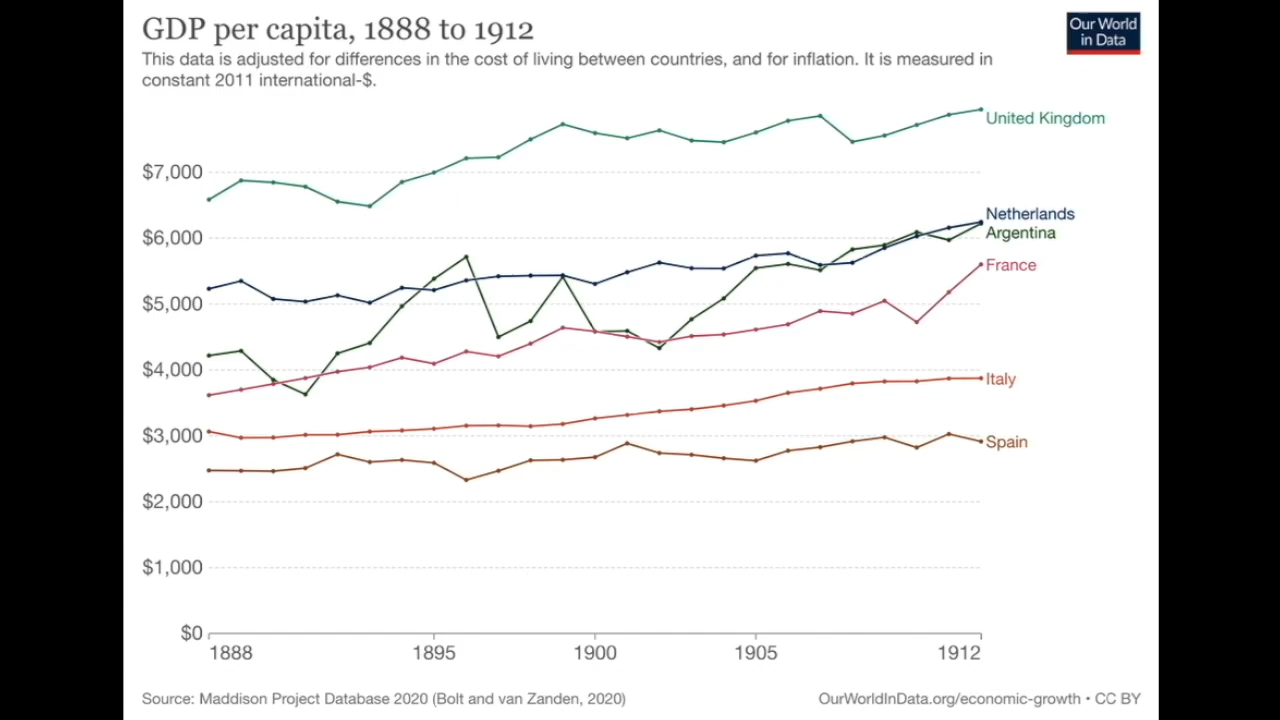 GDP per capita, 1888 to 1912
Our World
in Data
This data is adjusted for differences in the cost of living between countries, and for inflation. It is measured in
constant 2011 international-$.
United Kingdom
$7,000
Netherlands
$6,000
Argentina
France
$5,000
$4,000
Italy
$3,000
Spain
$2,000
$1,000
$0
1888
1895
1900
1905
1912
Source: Maddison Project Database 2020 (Bolt and van Zanden, 2020)
OurWorldInData.org/economic-growth • CC BY